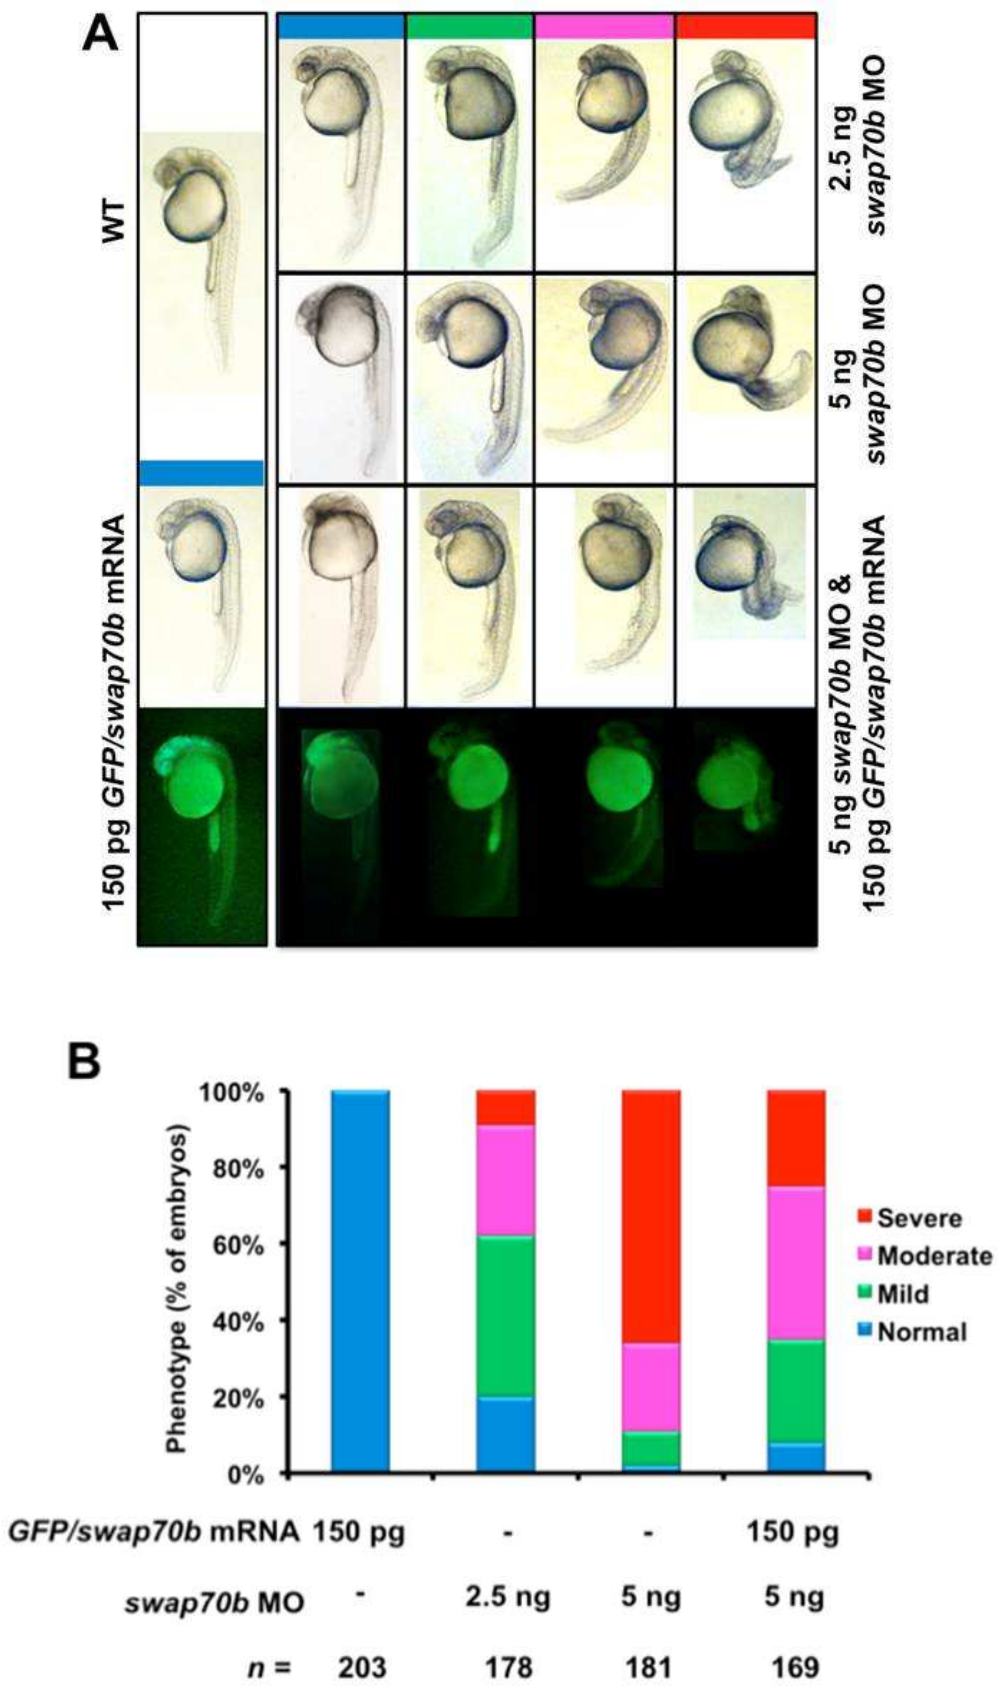 A
WT
150 pg GFP/swap70b mRNA
2.5 ng
swap70b MO
5 ng
swap70b MO
5 ng swap70b MO &
150 pg GFP/swap70b mRNA
B
Phenotype (% of embryos)
100%
80%
60%
40%
20%
0%
Severe
Moderate
Mild
Normal
GFP/swap70b mRNA 150 pg - - 150 pg
swap70b MO - 2.5 ng 5 ng 5 ng
n = 203 178 181 169